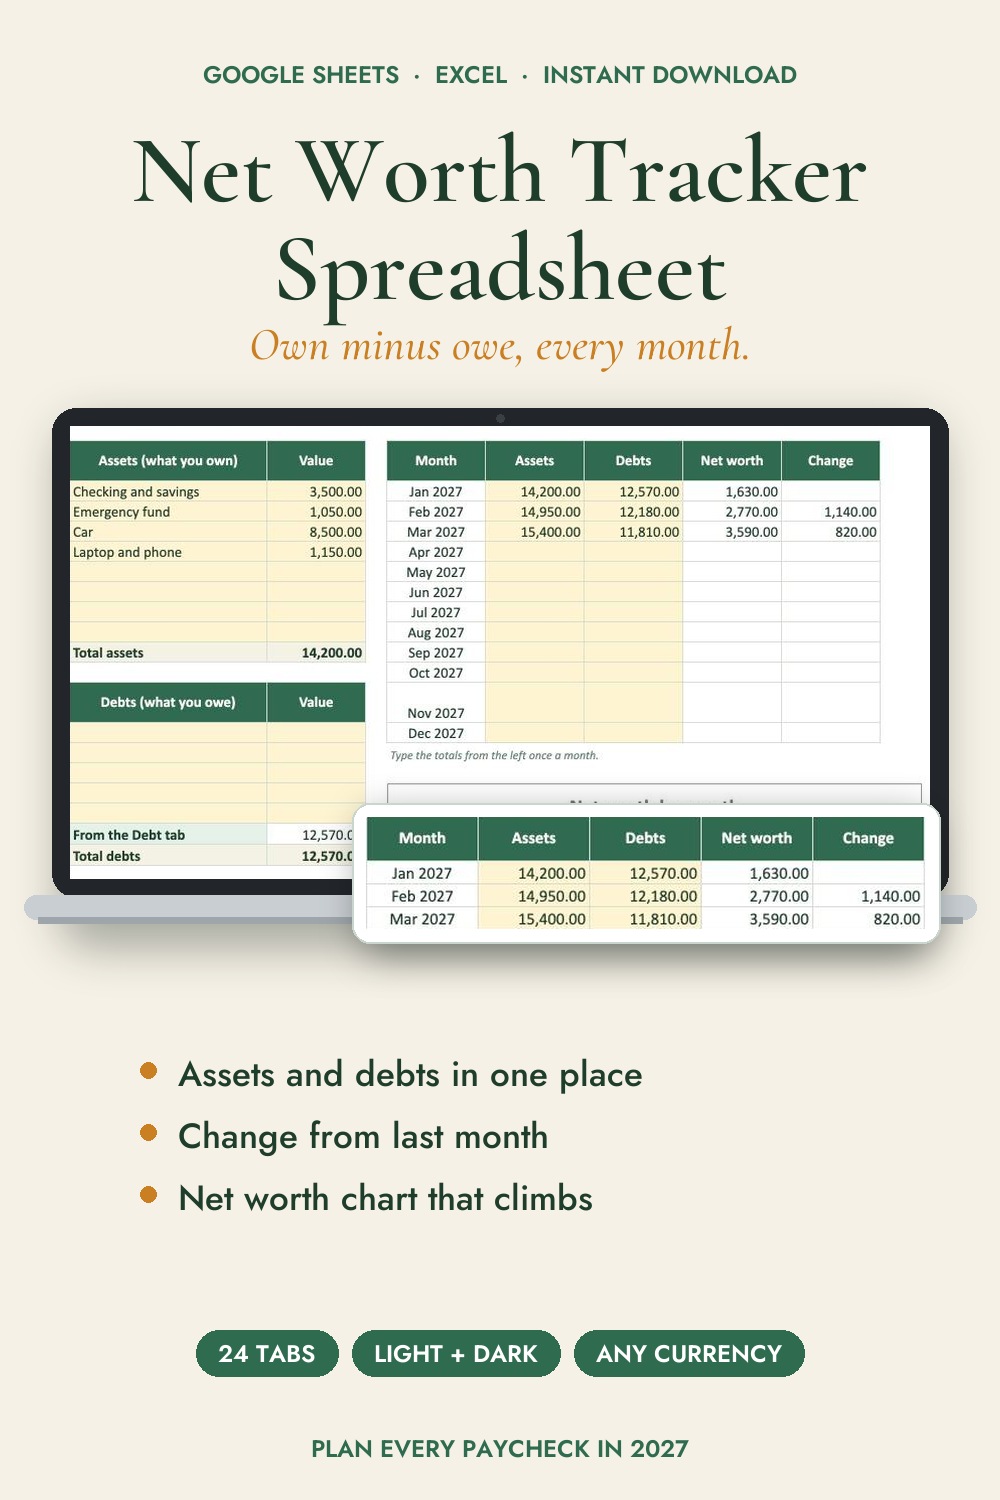 GOOGLE SHEETS · EXCEL · INSTANT DOWNLOAD
Net Worth Tracker
Spreadsheet
Own minus owe, every month.
Assets (what you own) Value
Checking and savings 3,500.00
Emergency fund 1,050.00
Car 8,500.00
Laptop and phone 1,150.00
Total assets 14,200.00
Debts (what you owe) Value
From the Debt tab 12,570.0
Total debts 12,570.0
Month Assets Debts Net worth Change
Jan 2027 14,200.00 12,570.00 1,630.00
Feb 2027 14,950.00 12,180.00 2,770.00 1,140.00
Mar 2027 15,400.00 11,810.00 3,590.00 820.00
Apr 2027
May 2027
Jun 2027
Jul 2027
Aug 2027
Sep 2027
Oct 2027
Nov 2027
Dec 2027
Type the totals from the left once a month.
Month Assets Debts Net worth Change
Jan 2027 14,200.00 12,570.00 1,630.00
Feb 2027 14,950.00 12,180.00 2,770.00 1,140.00
Mar 2027 15,400.00 11,810.00 3,590.00 820.00
Assets and debts in one place
Change from last month
Net worth chart that climbs
24 TABS LIGHT + DARK ANY CURRENCY
PLAN EVERY PAYCHECK IN 2027